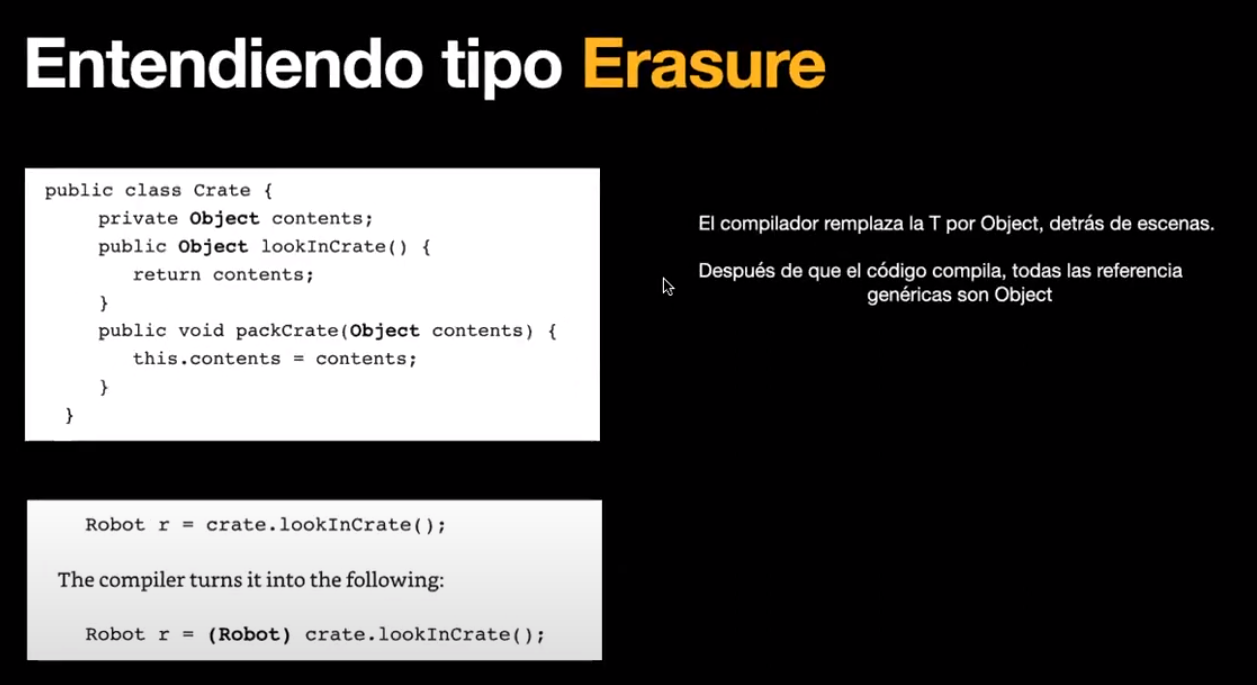 Entendiendo tipo Erasure
public class Crate {
private Object contents;
public Object lookInCrate() {
return contents;
}
public void packCrate(Object contents) {
this.contents = contents;
}
}
El compilador remplaza la T por Object, detrás de escenas.
Después de que el código compila, todas las referencia
genéricas son Object
Robot r = crate.lookInCrate();
The compiler turns it into the following:
Robot r = (Robot) crate.lookInCrate();